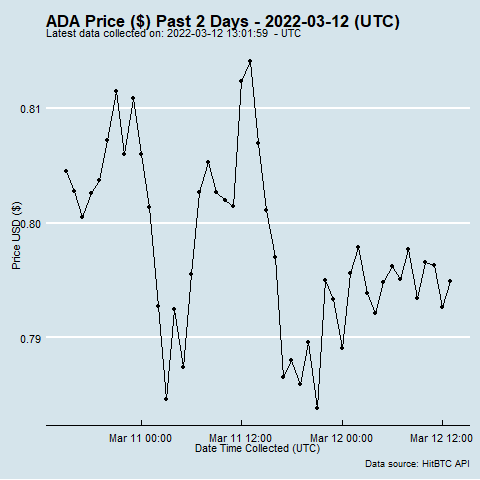 ADA Price ($) Past 2 Days - 2022-03-12 (UTC)
Latest data collected on: 2022-03-12 13:01:59 - UTC
0.81
0.80
0.79
Price USD ($)
Mar 11 00:00 Mar 11 12:00 Mar 12 00:00 Mar 12 12:00
Date Time Collected (UTC)
Data source: HitBTC API